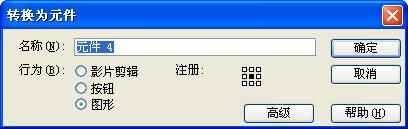 转换为元件
名称(N): 元件 4 确定
行为(B): 影片剪辑 注册: 取消
按钮
图形
高级 帮助(H)